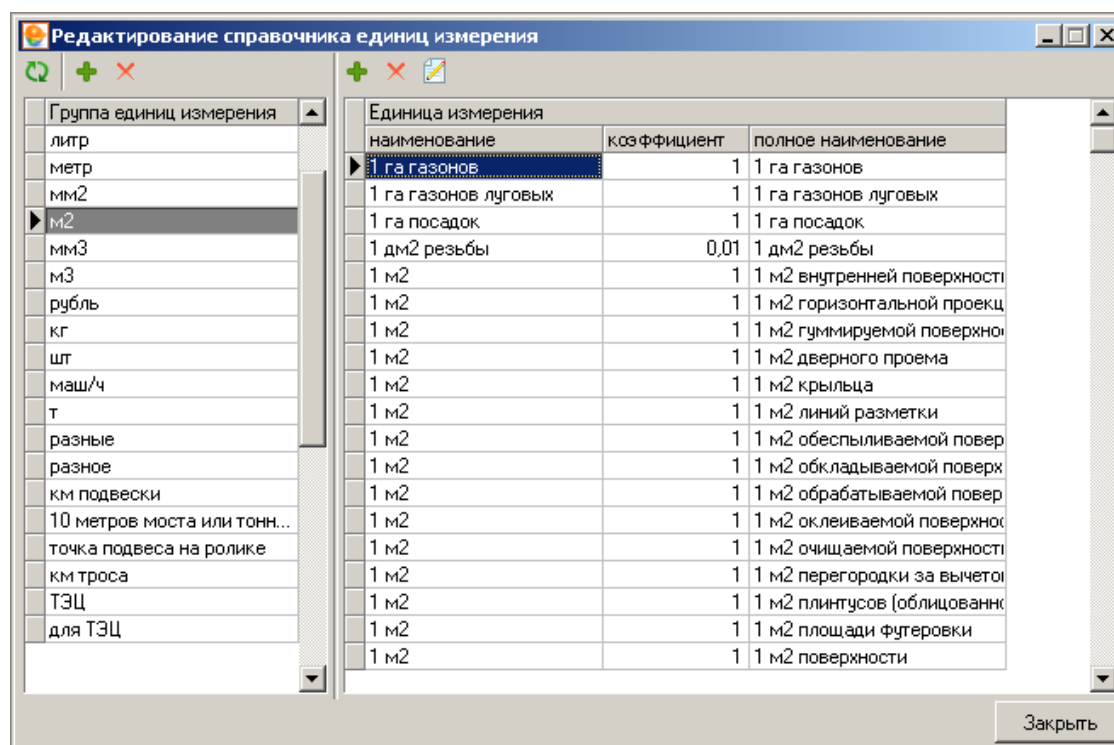 Редактирование справочника единиц измерения
Группа единиц измерения
литр
метр
мм2
м2
мм3
м3
рубль
кг
шт
маш/ч
т
разные
разное
км подвески
10 метров моста или тонн...
точка подвеса на ролике
км троса
ТЭЦ
для ТЭЦ
Единица измерения
наименование коэффициент полное наименование
1 га газонов 1 1 га газонов
1 га газонов луговых 1 1 га газонов луговых
1 га посадок 1 1 га посадок
1 дм2 резьбы 0,01 1 дм2 резьбы
1 м2 1 1 м2 внутренней поверхности
1 м2 1 1 м2 горизонтальной проекц
1 м2 1 1 м2 гуммируемой поверхно
1 м2 1 1 м2 дверного проема
1 м2 1 1 м2 крыльца
1 м2 1 1 м2 линий разметки
1 м2 1 1 м2 обеспыливаемой повер
1 м2 1 1 м2 обкладываемой поверх
1 м2 1 1 м2 обрабатываемой повер
1 м2 1 1 м2 оклеиваемой поверхнос
1 м2 1 1 м2 очищаемой поверхности
1 м2 1 1 м2 перегородки за вычетом
1 м2 1 1 м2 плинтусов (облицованно
1 м2 1 1 м2 площади футеровки
1 м2 1 1 м2 поверхности
Закрыть